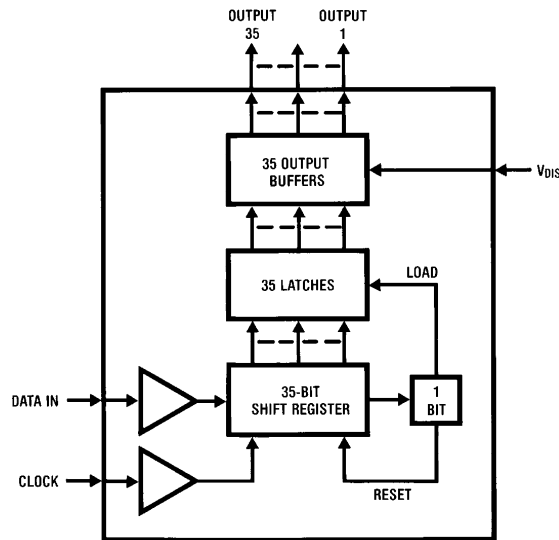 OUTPUT
35
OUTPUT
1
35 OUTPUT
BUFFERS
VDIS
35 LATCHES
LOAD
DATA IN
35-BIT
SHIFT REGISTER
1
BIT
CLOCK
RESET